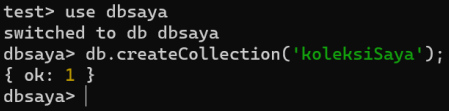 test> use dbsaya
switched to db dbsaya
dbsaya> db.createCollection('koleksiSaya');
{ ok: 1 }
dbsaya>